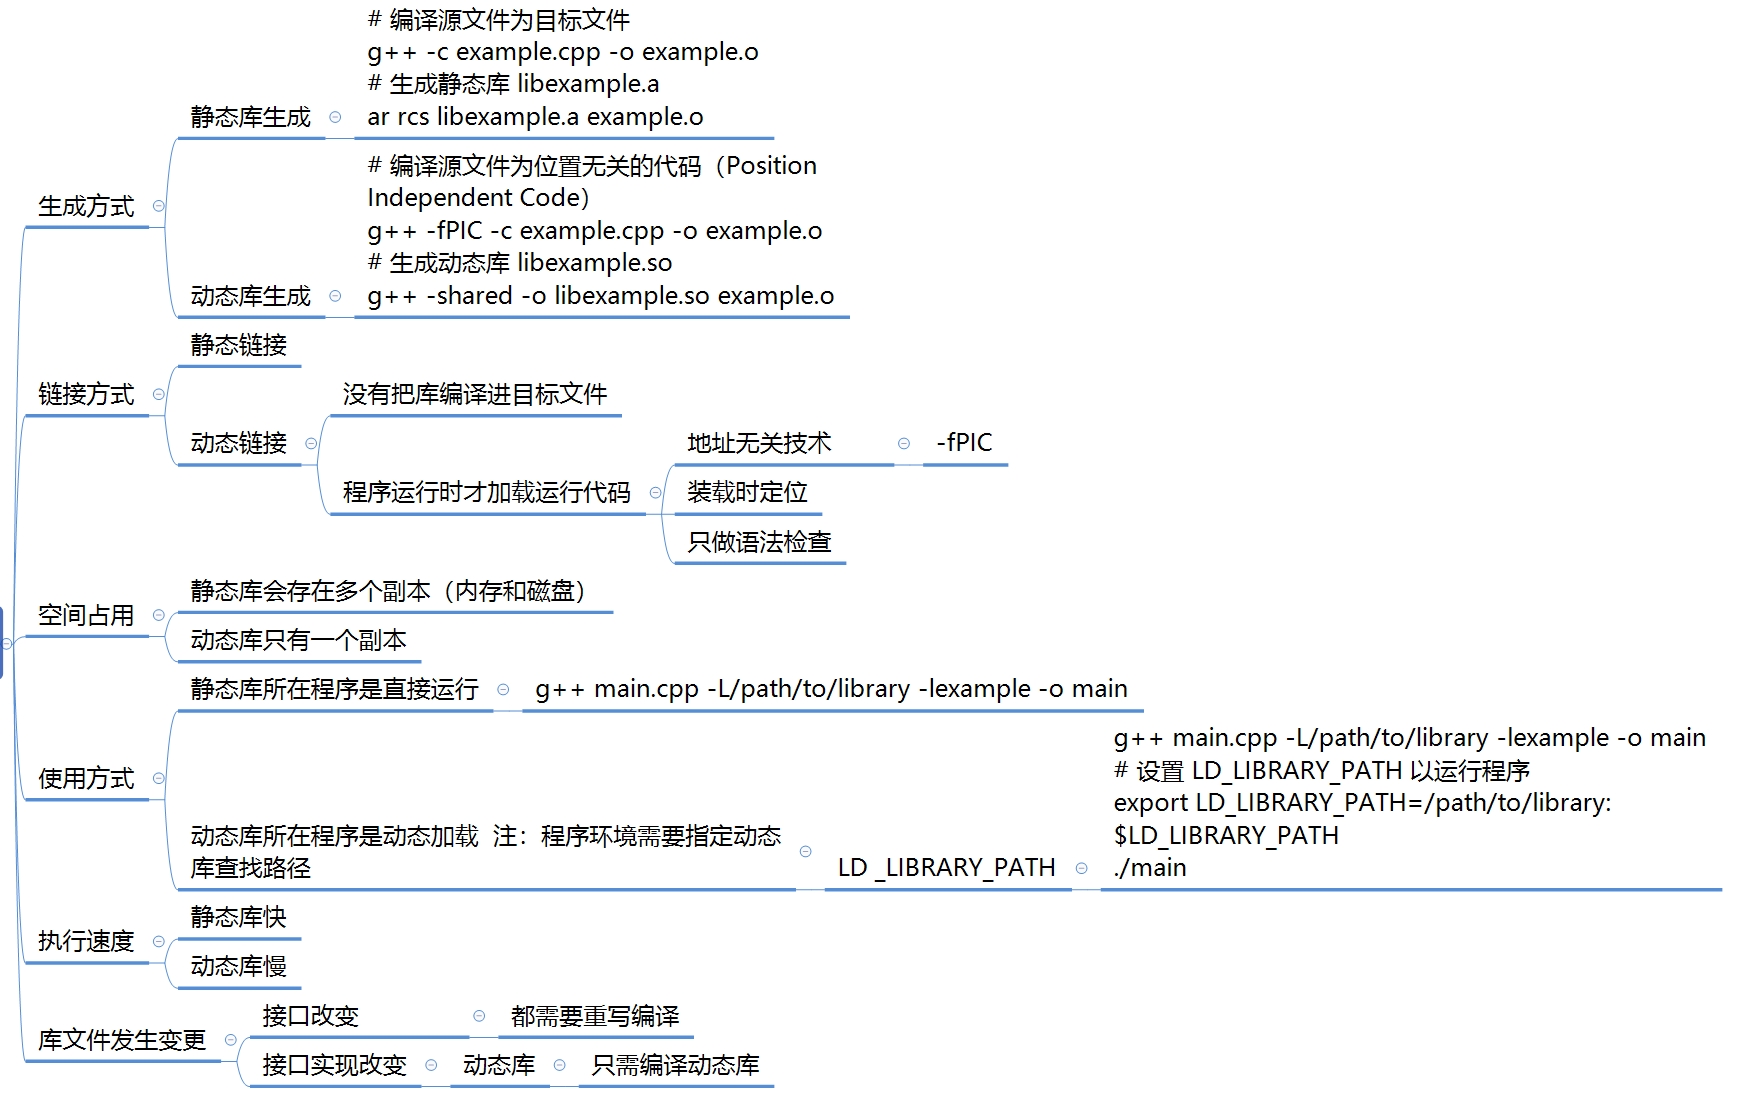 生成方式
静态库生成
# 编译源文件为目标文件
g++ -c example.cpp -o example.o
# 生成静态库 libexample.a
ar rcs libexample.a example.o
动态库生成
# 编译源文件为位置无关的代码（Position
Independent Code）
g++ -fPIC -c example.cpp -o example.o
# 生成动态库 libexample.so
g++ -shared -o libexample.so example.o
链接方式
静态链接
动态链接
没有把库编译进目标文件
程序运行时才加载运行代码
地址无关技术
-fPIC
装载时定位
只做语法检查
空间占用
静态库会存在多个副本（内存和磁盘）
动态库只有一个副本
使用方式
静态库所在程序是直接运行
g++ main.cpp -L/path/to/library -lexample -o main
动态库所在程序是动态加载 注：程序环境需要指定动态
库查找路径
LD _LIBRARY_PATH
g++ main.cpp -L/path/to/library -lexample -o main
# 设置 LD_LIBRARY_PATH 以运行程序
export LD_LIBRARY_PATH=/path/to/library:
$LD_LIBRARY_PATH
./main
执行速度
静态库快
动态库慢
库文件发生变更
接口改变
都需要重写编译
接口实现改变
动态库
只需编译动态库